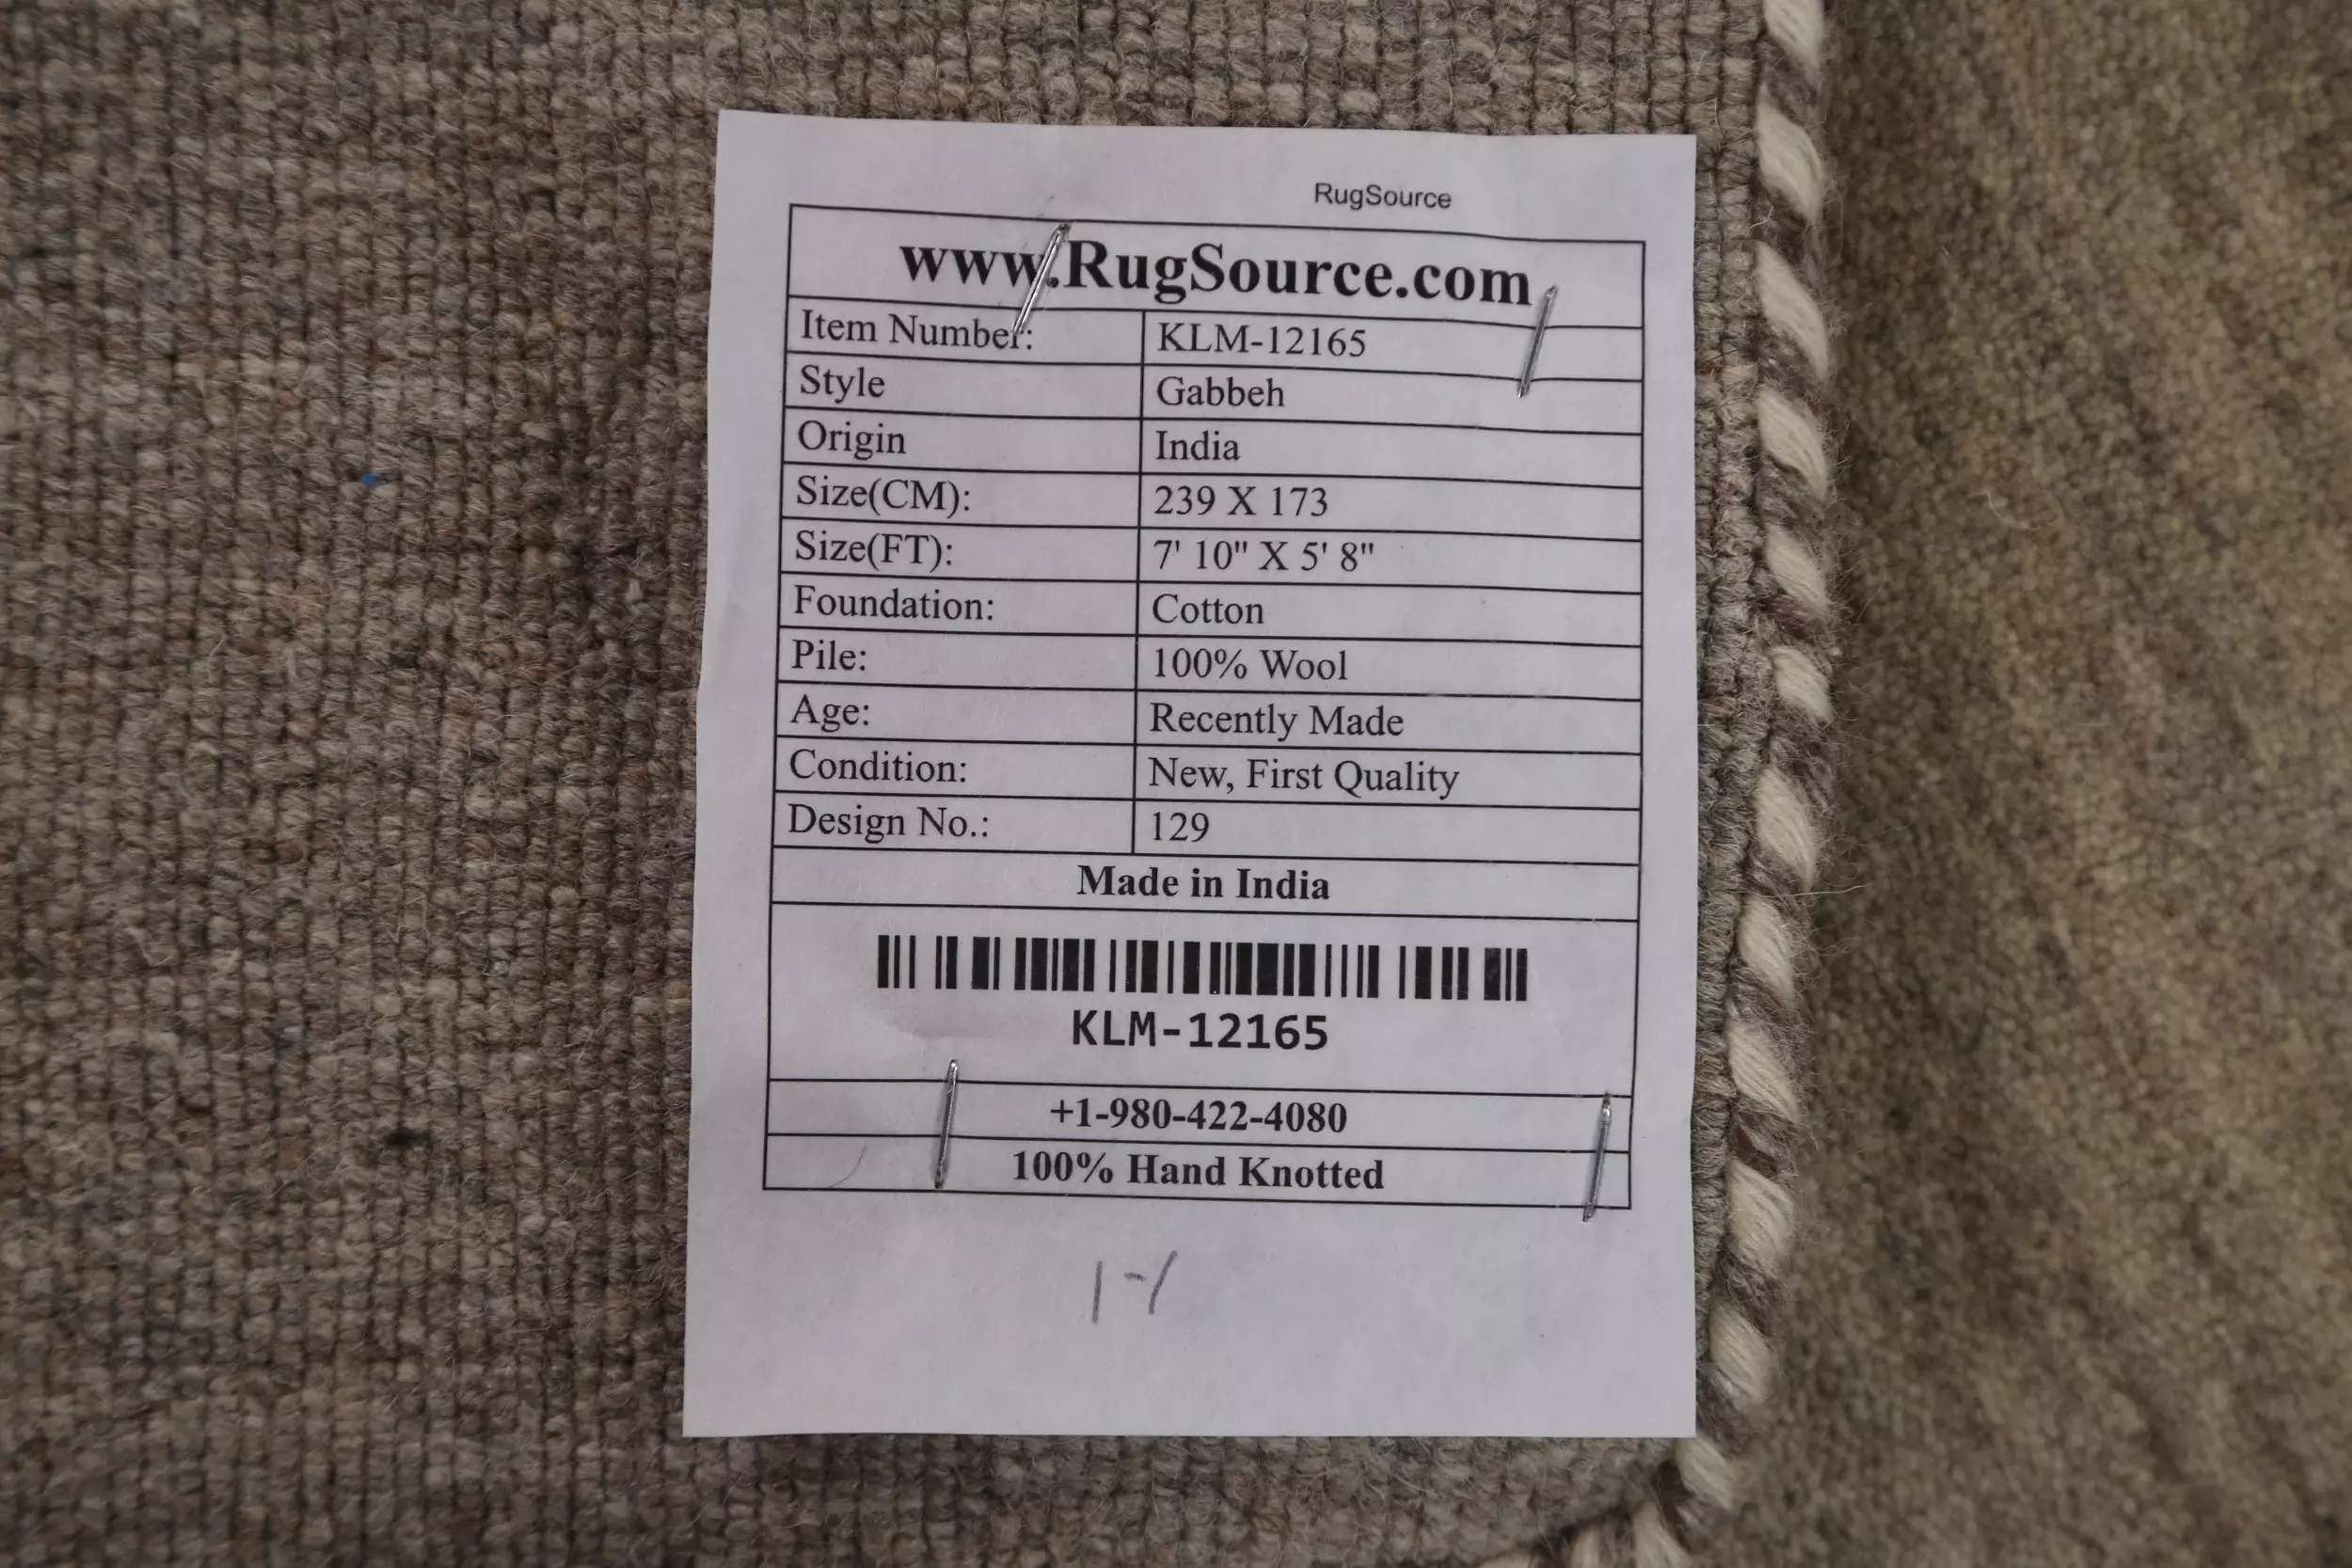 RugSource
www.RugSource.com
Item Number: KLM-12165
Style Gabbeh
Origin India
Size(CM): 239 X 173
Size(FT): 7' 10" X 5' 8"
Foundation: Cotton
Pile: 100% Wool
Age: Recently Made
Condition: New, First Quality
Design No.: 129
Made in India
KLM-12165
+1-980-422-4080
100% Hand Knotted
1-1